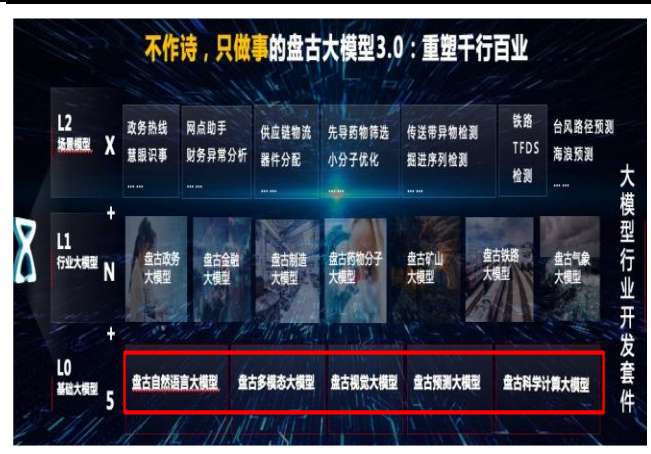 不作诗，只做事的盘古大模型3.0：重塑千行百业
L2
场景模型
X
政务热线
慧眼识事
... ...
网点助手
财务异常分析
... ...
供应链物流
器件分配
... ...
先导药物筛选
小分子优化
... ...
传送带异物检测
掘进序列检测
... ...
铁路
TFDS
检测
台风路径预测
海浪预测
... ...
+
L1
行业大模型
N
盘古政务
大模型
盘古金融
大模型
盘古制造
大模型
盘古药物分子
大模型
盘古矿山
大模型
盘古铁路
大模型
盘古气象
大模型
+
L0
基础大模型
5
盘古自然语言大模型
盘古多模态大模型
盘古视觉大模型
盘古预测大模型
盘古科学计算大模型
大模型行业开发套件